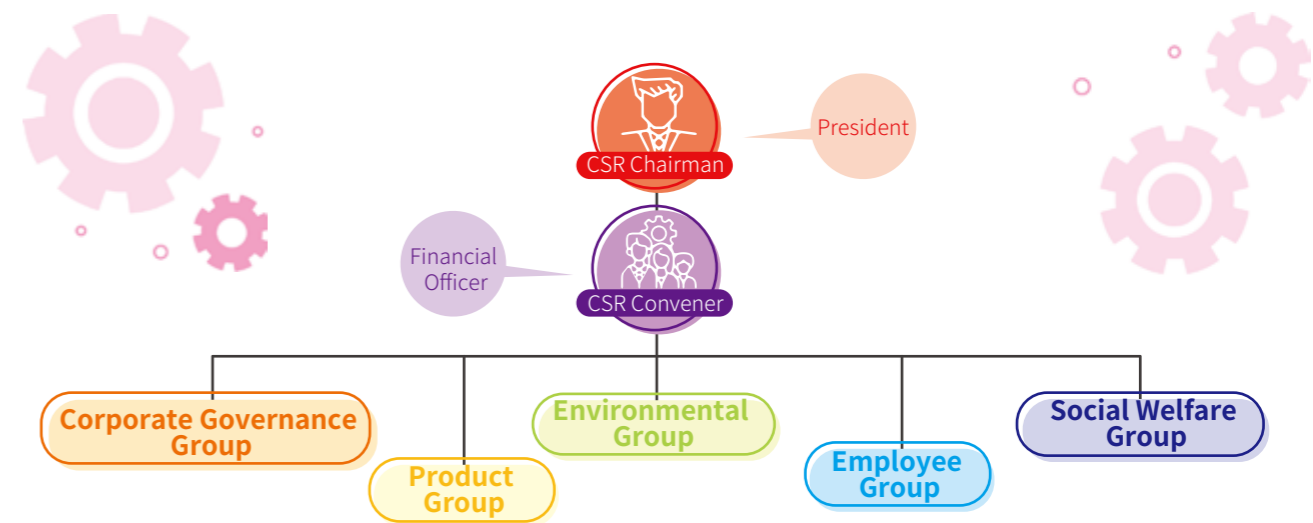 President
CSR Chairman
Financial
Officer
CSR Convener
Corporate Governance
Group
Product
Group
Environmental
Group
Employee
Group
Social Welfare
Group